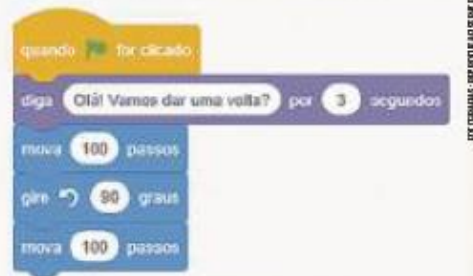 quando for clicado
diga Olá! Vamos dar uma volta? por 3 segundos
mova 100 passos
gire 90 graus
mova 100 passos